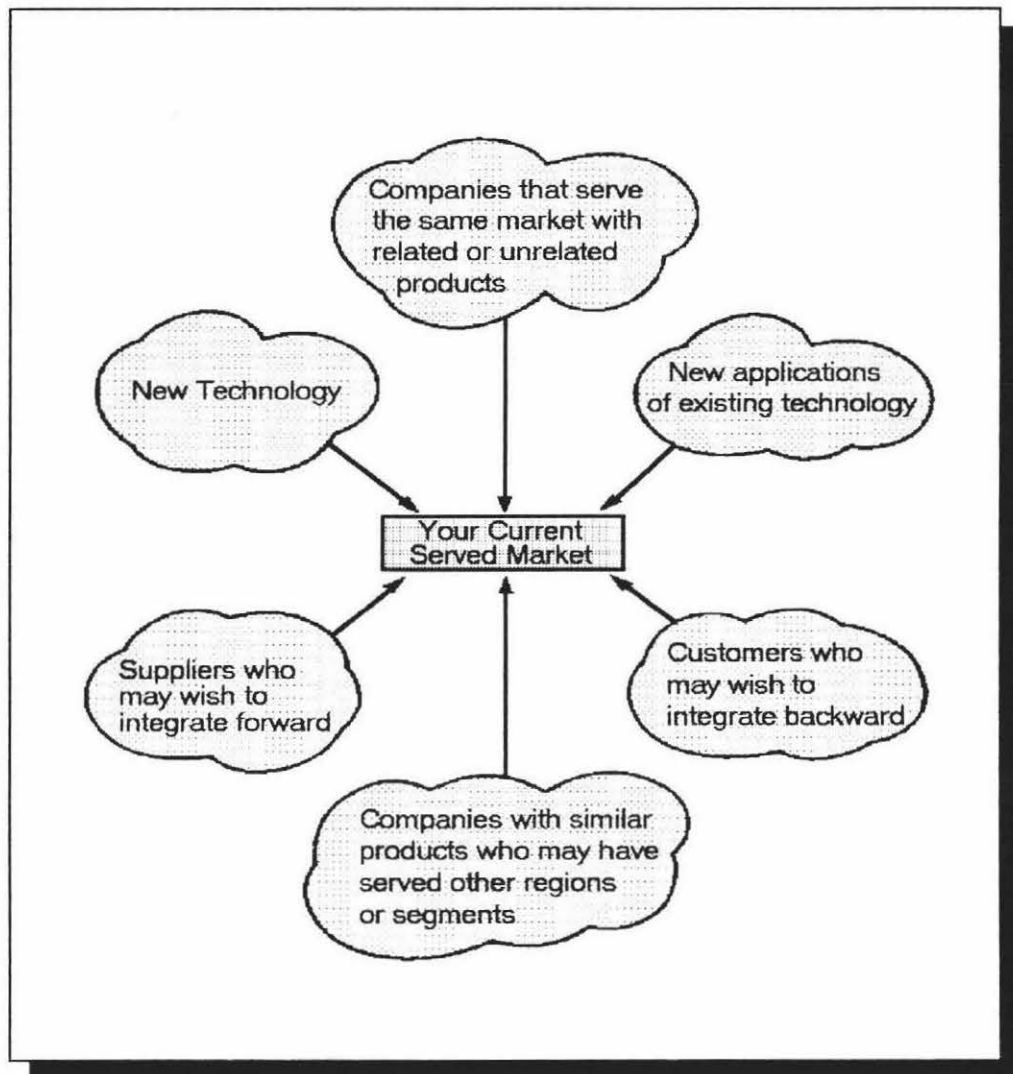 Companies that serve
the same market with
related or unrelated
products
New Technology
New applications
of existing technology
Your Current
Served Market
Suppliers who
may wish to
integrate forward
Customers who
may wish to
integrate backward
Companies with similar
products who may have
served other regions
or segments